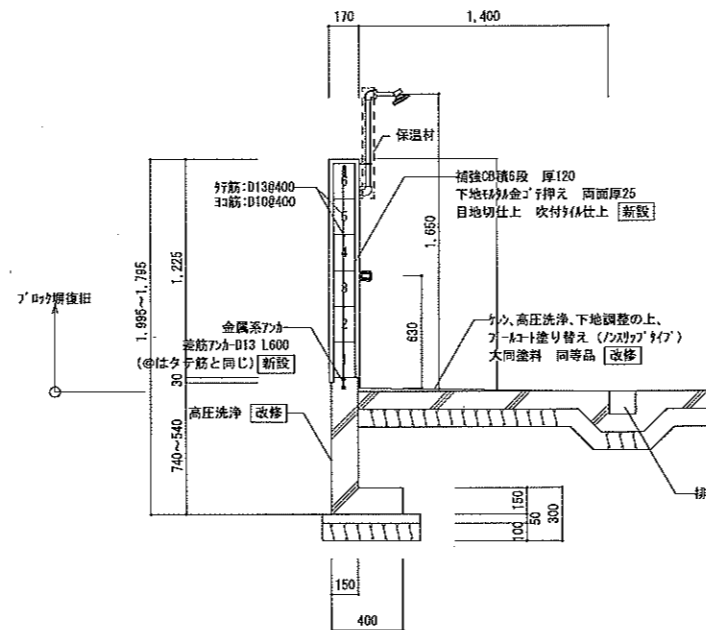 170
1,400
保温材
タテ筋:D13@400
ヨコ筋:D10@400
補強CB積6段 厚120
下地モルタル金ゴテ押え 両面厚25
目地切仕上 吹付タイル仕上 新設
6
5
4
3
2
1
1,650
630
1,995~1,795
1,225
30
740~540
ブロック塀復旧
金属系アンカー
差筋アンカーD13 L600
(@はタテ筋と同じ) 新設
高圧洗浄 改修
ケレン、高圧洗浄、下地調整の上、
プールコート塗り替え (ノンスリップタイプ)
大同塗料 同等品 改修
排
150
50
100
300
150
400